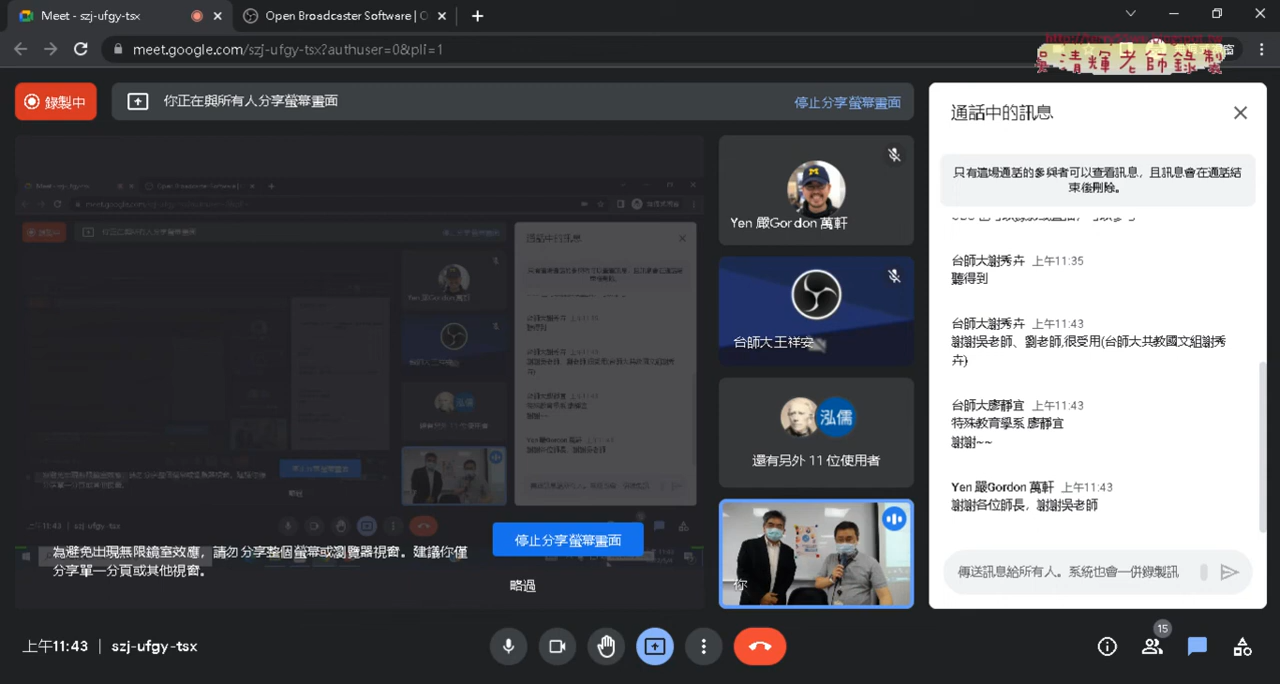 Meet - szj-ufgy-tsx
Open Broadcaster Software | O
meet.google.com/szj-ufgy-tsx?authuser=0&pli=1
吳清輝老師錄製
錄製中
你正在與所有人分享螢幕畫面
停止分享螢幕畫面
Yen 嚴Gordon 萬軒
台師大王祥安
泓儒
還有另外 11 位使用者
你
為避免出現無限鏡室效應，請勿分享整個螢幕或瀏覽器視窗。建議你僅
分享單一分頁或其他視窗。
停止分享螢幕畫面
略過
通話中的訊息
只有這場通話的參與者可以查看訊息，且訊息會在通話結
束後刪除。
台師大謝秀卉 上午11:35
聽得到
台師大謝秀卉 上午11:43
謝謝吳老師、劉老師,很受用(台師大共教國文組謝秀
卉)
台師大廖靜宜 上午11:43
特殊教育學系 廖靜宜
謝謝~~
Yen 嚴Gordon 萬軒 上午11:43
謝謝各位師長，謝謝吳老師
傳送訊息給所有人。系統也會一併錄製訊
上午11:43 | szj-ufgy-tsx
15